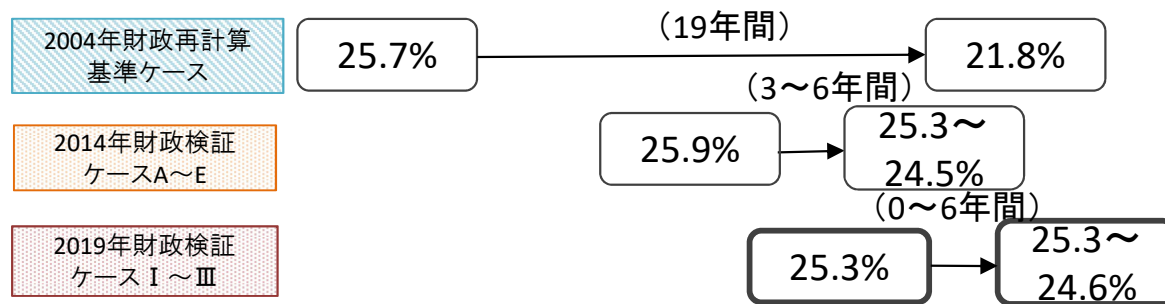 2004年財政再計算
基準ケース
25.7%
(19年間)
21.8%
2014年財政検証
ケースA～E
25.9%
(3～6年間)
25.3～
24.5%
2019年財政検証
ケースⅠ～Ⅲ
25.3%
(0～6年間)
25.3～
24.6%